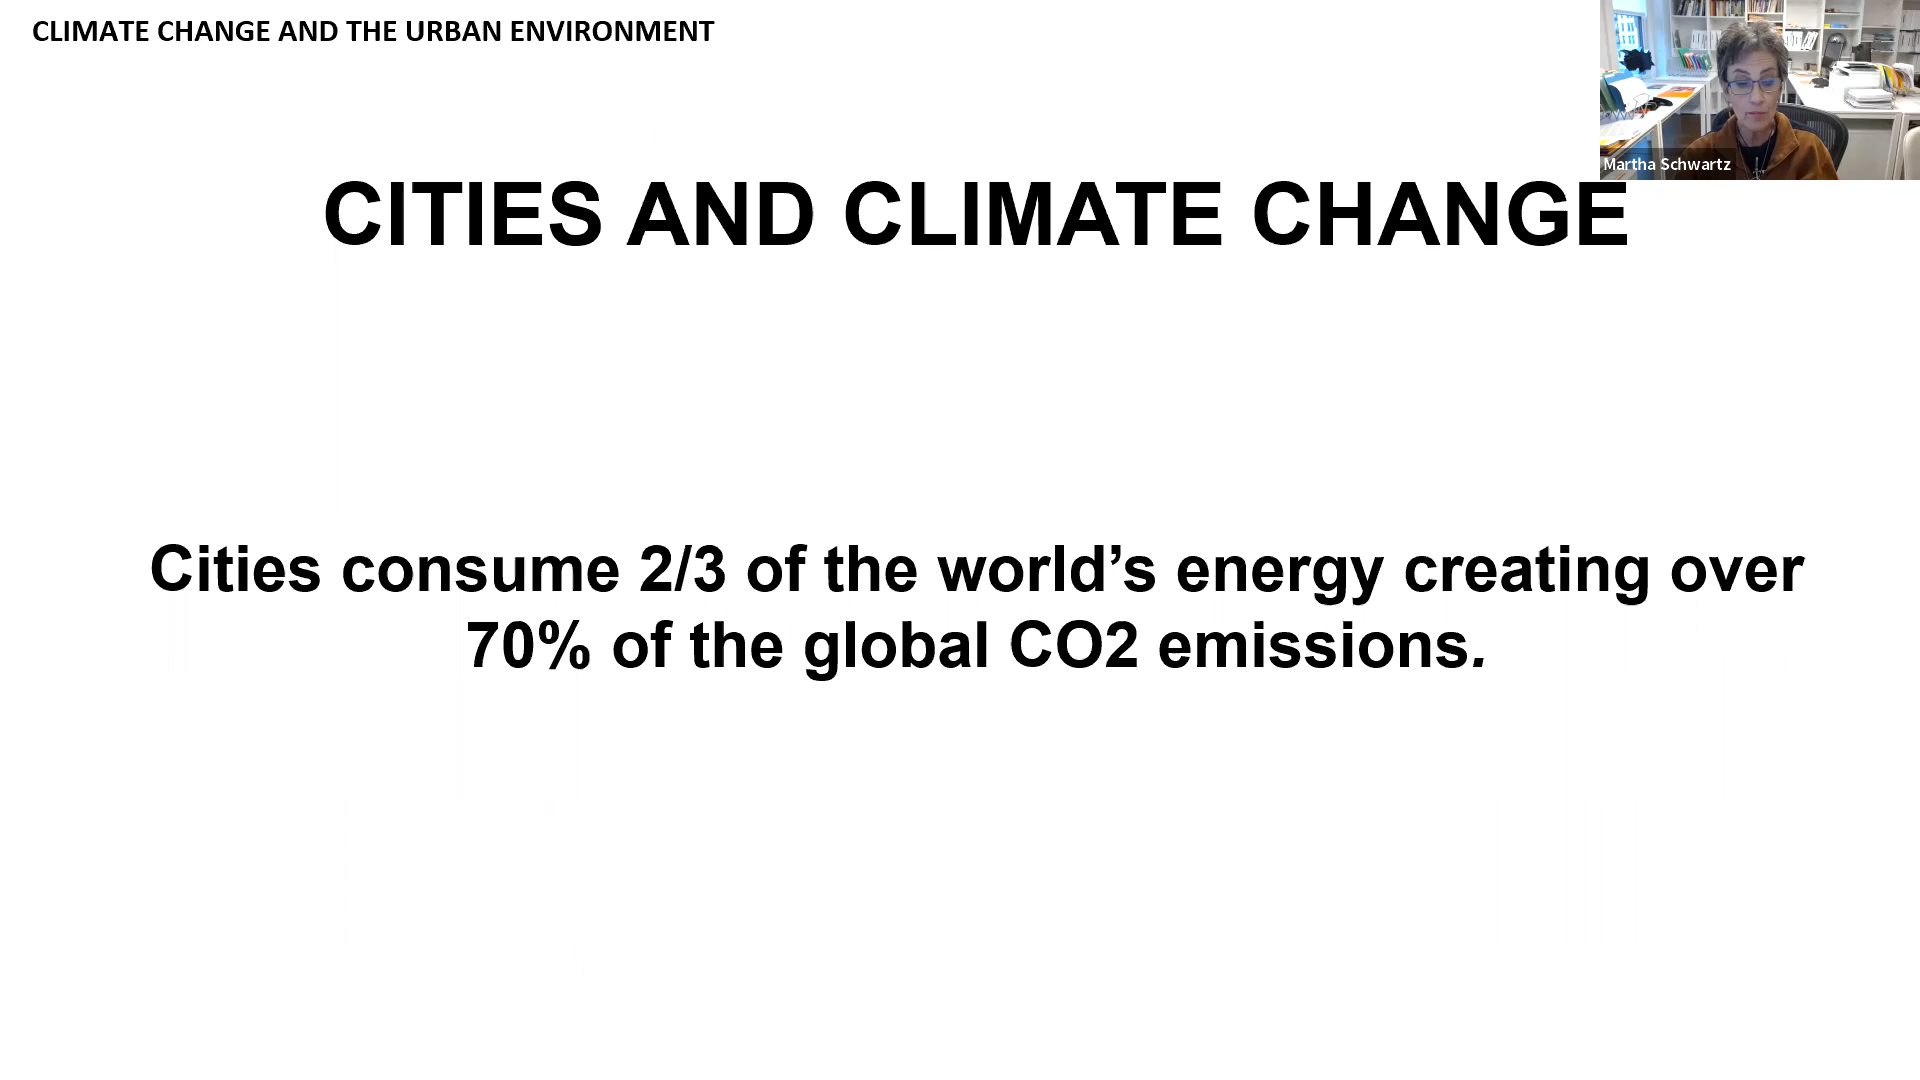 CLIMATE CHANGE AND THE URBAN ENVIRONMENT
Martha Schwartz
CITIES AND CLIMATE CHANGE
Cities consume 2/3 of the world’s energy creating over
70% of the global CO2 emissions.